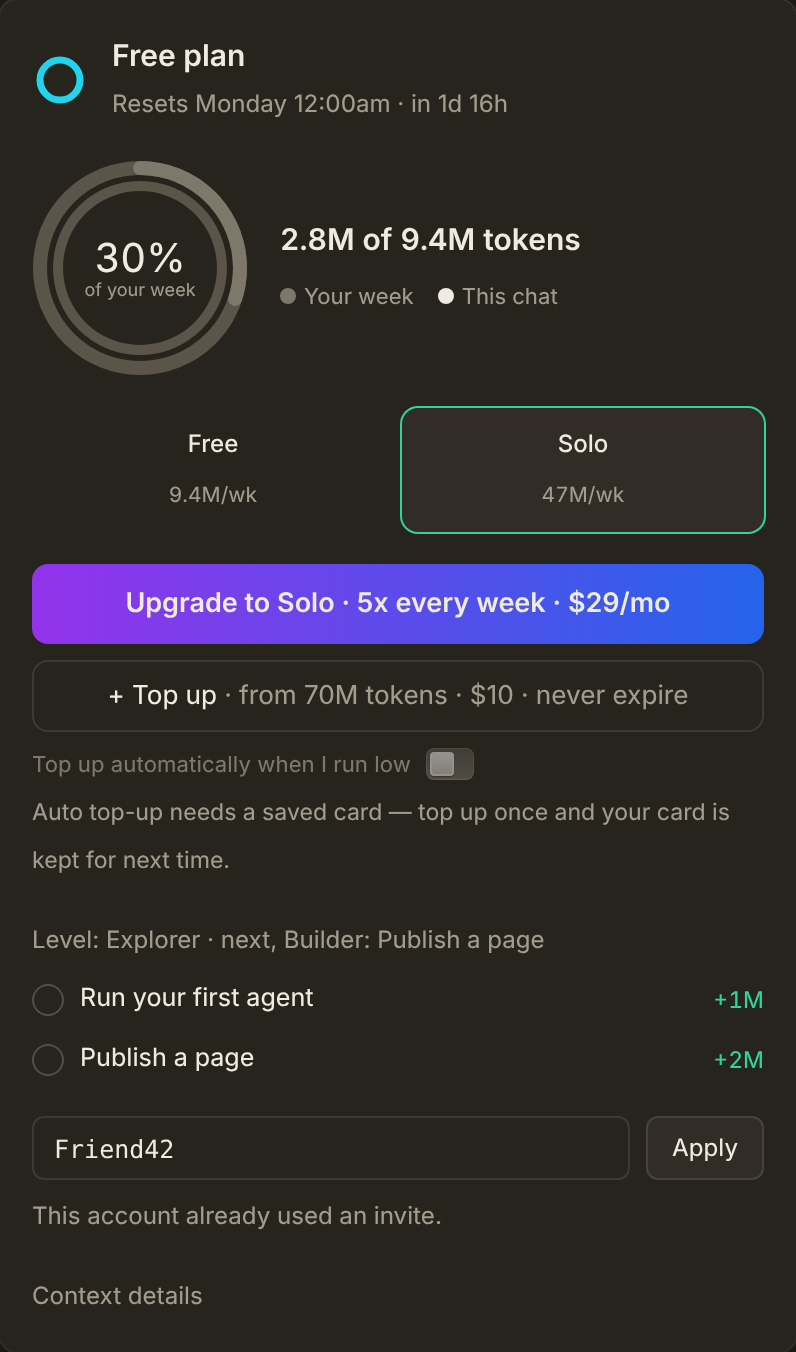 Free plan
Resets Monday 12:00am · in 1d 16h
30%
of your week
2.8M of 9.4M tokens
Your week
This chat
Free
9.4M/wk
Solo
47M/wk
Upgrade to Solo · 5x every week · $29/mo
+ Top up · from 70M tokens · $10 · never expire
Top up automatically when I run low
Auto top-up needs a saved card — top up once and your card is
kept for next time.
Level: Explorer · next, Builder: Publish a page
Run your first agent +1M
Publish a page +2M
Friend42
Apply
This account already used an invite.
Context details